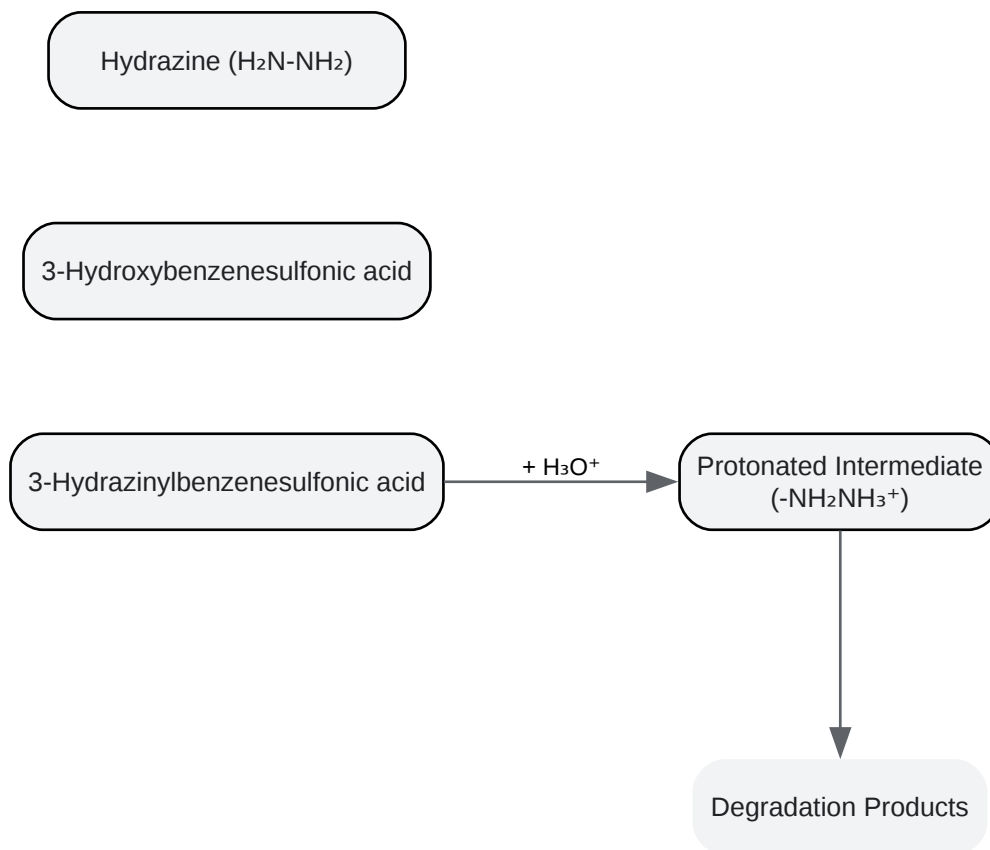 Hydrazine (H₂N-NH₂)
3-Hydroxybenzenesulfonic acid
3-Hydrazinylbenzenesulfonic acid
+ H₃O⁺
Protonated Intermediate
(-NH₂NH₃⁺)
Degradation Products